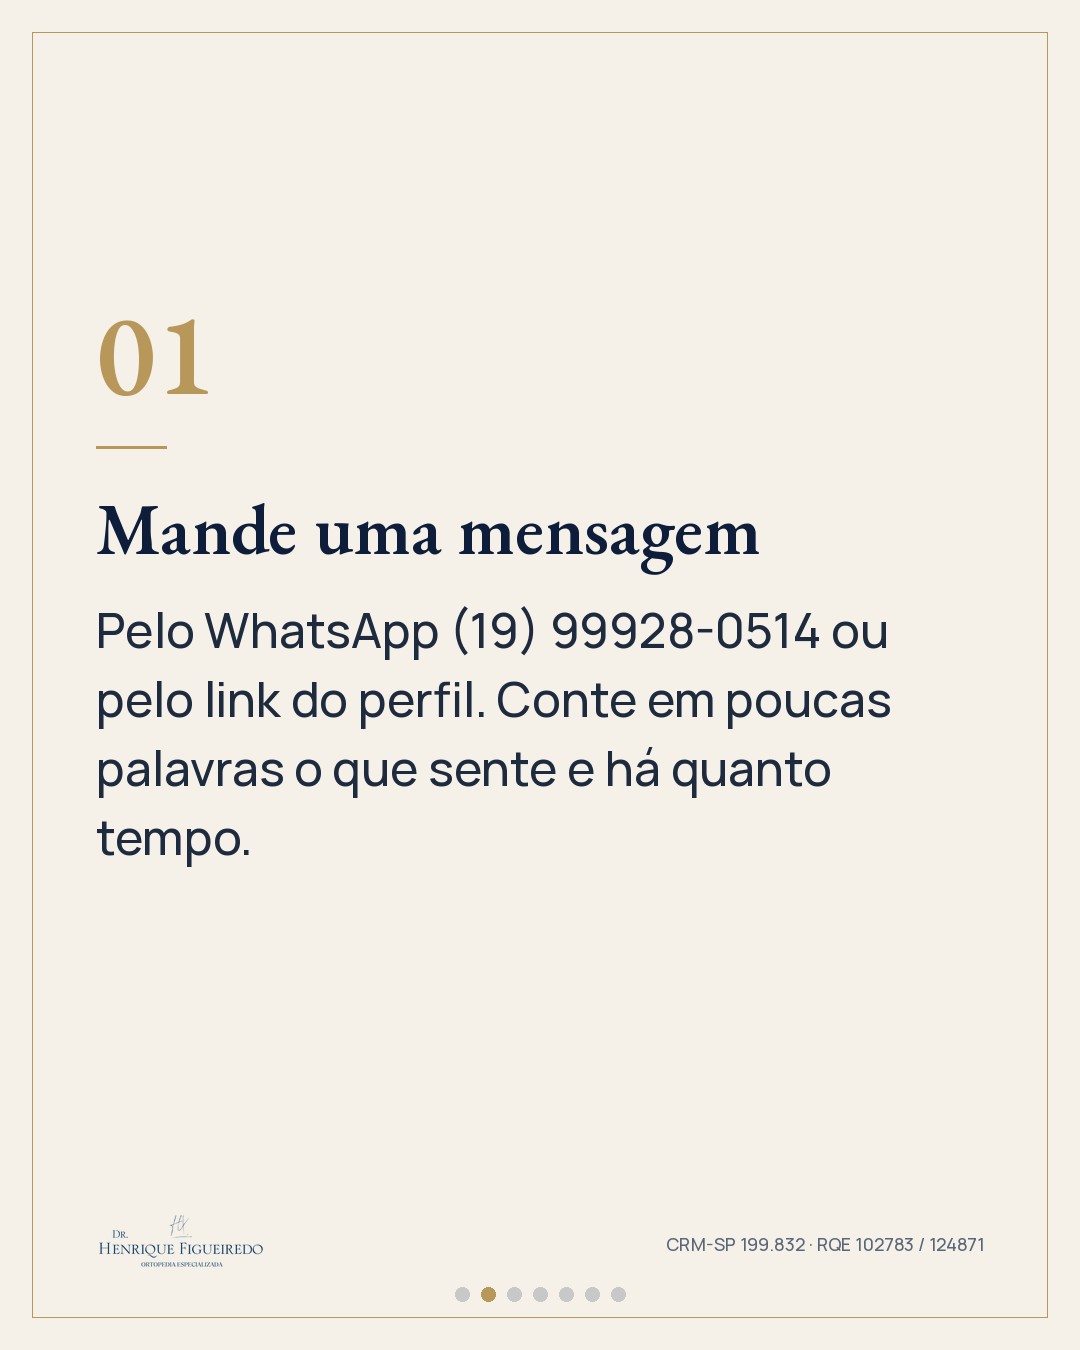 01
Mande uma mensagem
Pelo WhatsApp (19) 99928-0514 ou
pelo link do perfil. Conte em poucas
palavras o que sente e há quanto
tempo.
DR.
HENRIQUE FIGUEIREDO
ORTOPEDIA ESPECIALIZADA
CRM-SP 199.832 · RQE 102783 / 124871